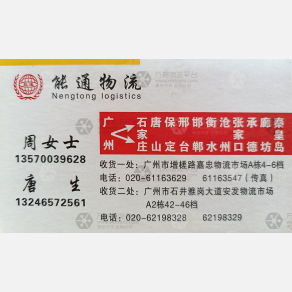 能通物流
Nengtong logistics
广州
石家庄
唐山
保定
邢台
邯郸
衡水
沧州
张家口
承德
廊坊
秦皇岛
周女士
13570039628
唐 生
13246572561
收货一处：广州市增槎路嘉忠物流市场A栋4-6档
电话：020-61163629 61163547（传真）
收货二处：广州市石井雅岗大道安发物流市场
A2栋42-46档
电话：020-62198328 62198329